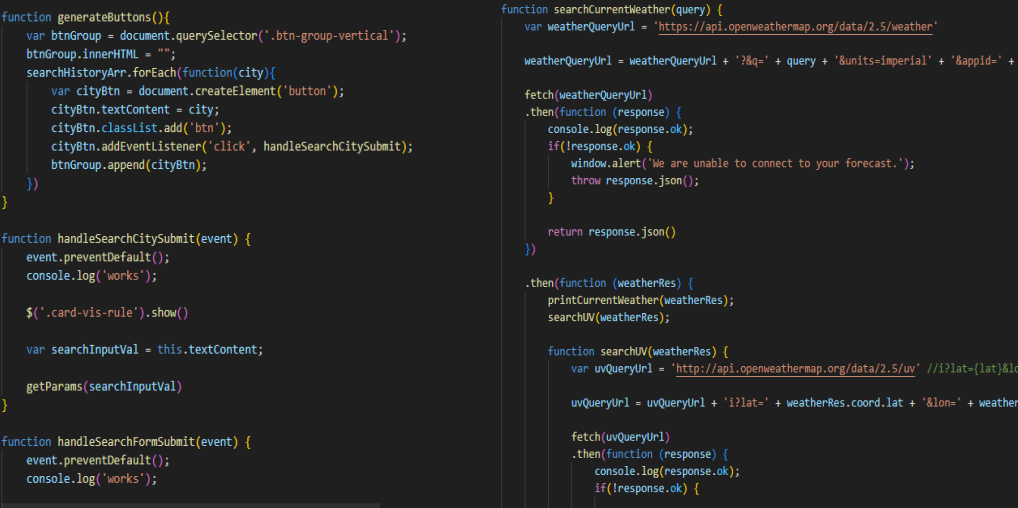 function generateButtons(){
    var btnGroup = document.querySelector('.btn-group-vertical');
    btnGroup.innerHTML = "";
    searchHistoryArr.forEach(function(city){
        var cityBtn = document.createElement('button');
        cityBtn.textContent = city;
        cityBtn.classList.add('btn');
        cityBtn.addEventListener('click', handleSearchCitySubmit);
        btnGroup.append(cityBtn);
    })
}
function handleSearchCitySubmit(event) {
    event.preventDefault();
    console.log('works');
    $('.card-vis-rule').show()
    var searchInputVal = this.textContent;
    getParams(searchInputVal)
}
function handleSearchFormSubmit(event) {
    event.preventDefault();
    console.log('works');
function searchCurrentWeather(query) {
    var weatherQueryUrl = 'https://api.openweathermap.org/data/2.5/weather'
    weatherQueryUrl = weatherQueryUrl + '?&q=' + query + '&units=imperial' + '&appid=' +
    fetch(weatherQueryUrl)
    .then(function (response) {
        console.log(response.ok);
        if(!response.ok) {
            window.alert('We are unable to connect to your forecast.');
            throw response.json();
        }
        return response.json()
    })
    .then(function (weatherRes) {
        printCurrentWeather(weatherRes);
        searchUV(weatherRes);
        function searchUV(weatherRes) {
            var uvQueryUrl = 'http://api.openweathermap.org/data/2.5/uv' //i?lat={lat}&lo
            uvQueryUrl = uvQueryUrl + 'i?lat=' + weatherRes.coord.lat + '&lon=' + weather
            fetch(uvQueryUrl)
            .then(function (response) {
                console.log(response.ok);
                if(!response.ok) {